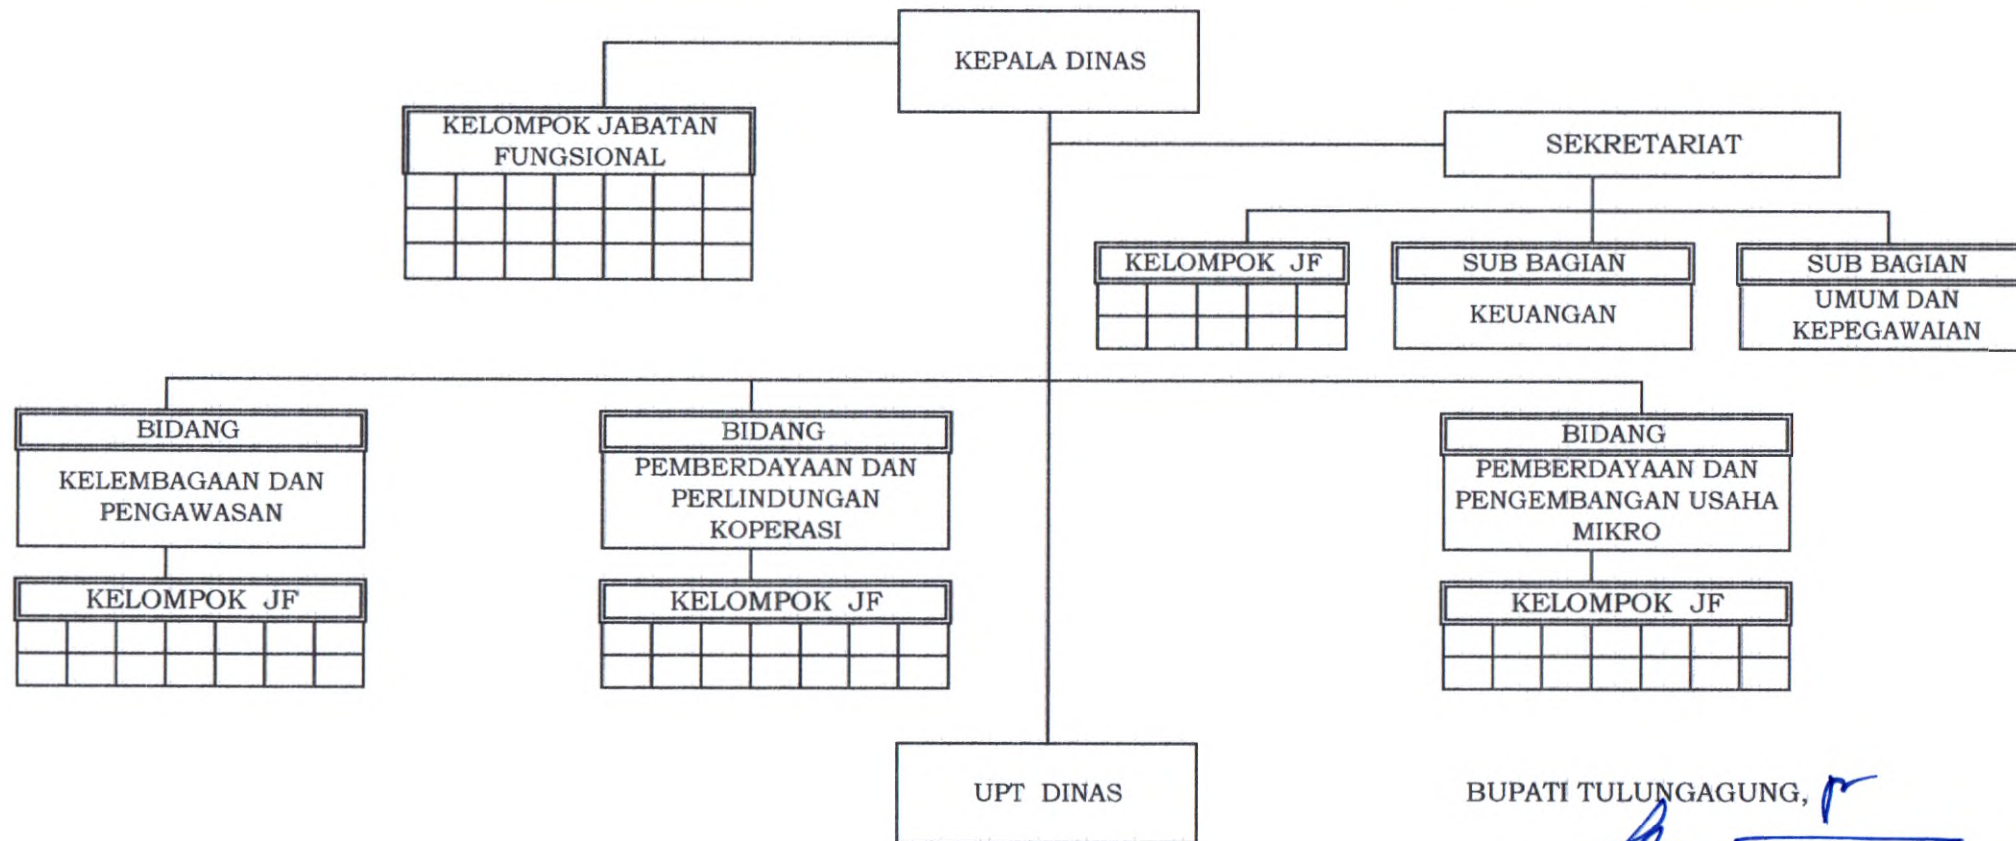 KEPALA DINAS
KELOMPOK JABATAN
FUNGSIONAL
SEKRETARIAT
KELOMPOK JF
SUB BAGIAN
KEUANGAN
SUB BAGIAN
UMUM DAN
KEPEGAWAIAN
BIDANG
KELEMBAGAAN DAN
PENGAWASAN
KELOMPOK JF
BIDANG
PEMBERDAYAAN DAN
PERLINDUNGAN
KOPERASI
KELOMPOK JF
BIDANG
PEMBERDAYAAN DAN
PENGEMBANGAN USAHA
MIKRO
KELOMPOK JF
UPT DINAS
BUPATI TULUNGAGUNG,